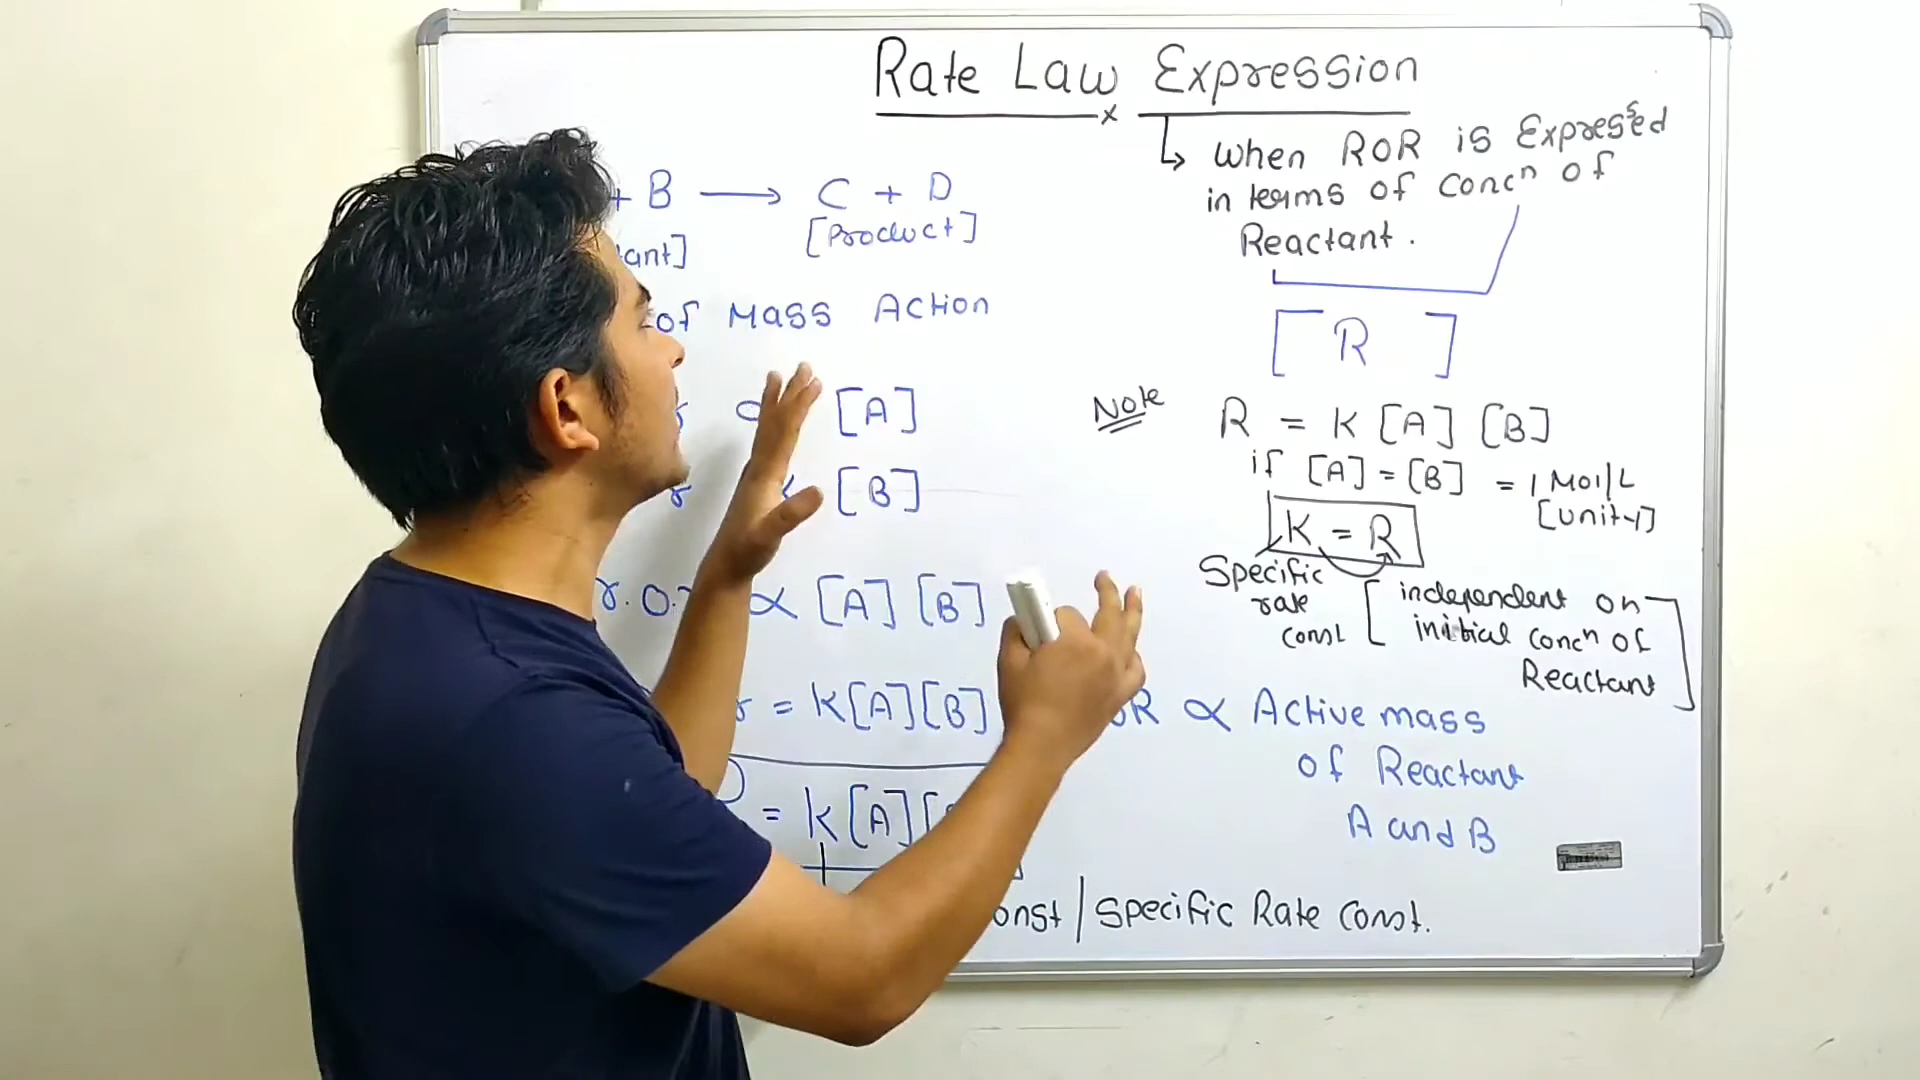 Rate Law Expression
↳ when ROR is Expressed
in terms of Concⁿ of
Reactant.
[ R ]
+ B ⟶ C + D
[Product]
of Mass Action
∝ [A]
[B]
∝ [A] [B]
= K[A][B]
∝ Active mass
of Reactant
A and B
= K[A][
Specific Rate Const.
Note
R = K [A] [B]
if [A] = [B] = 1 Mol/L
[Unity]
K = R
Specific
rate
const
[independent on
initial concⁿ of
Reactant]